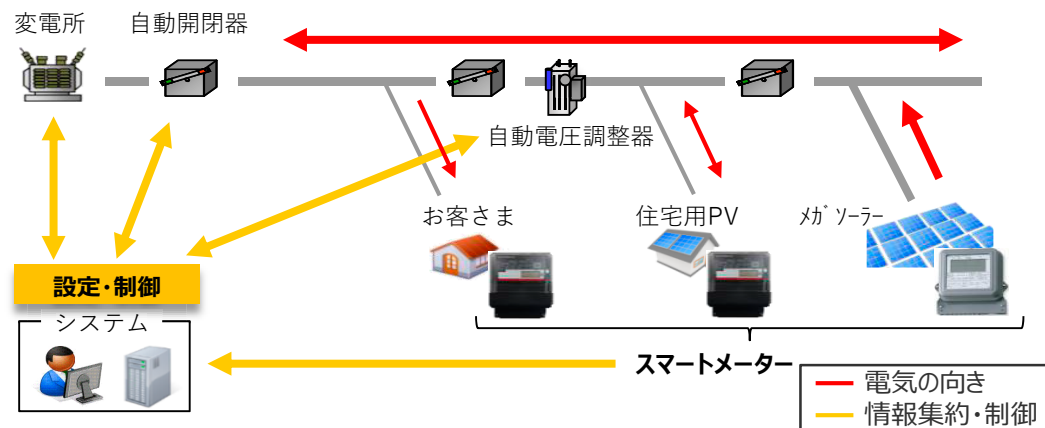 変電所
自動開閉器
自動電圧調整器
お客さま
住宅用PV
ﾒｶﾞｿｰﾗｰ
設定・制御
システム
スマートメーター
電気の向き
情報集約・制御